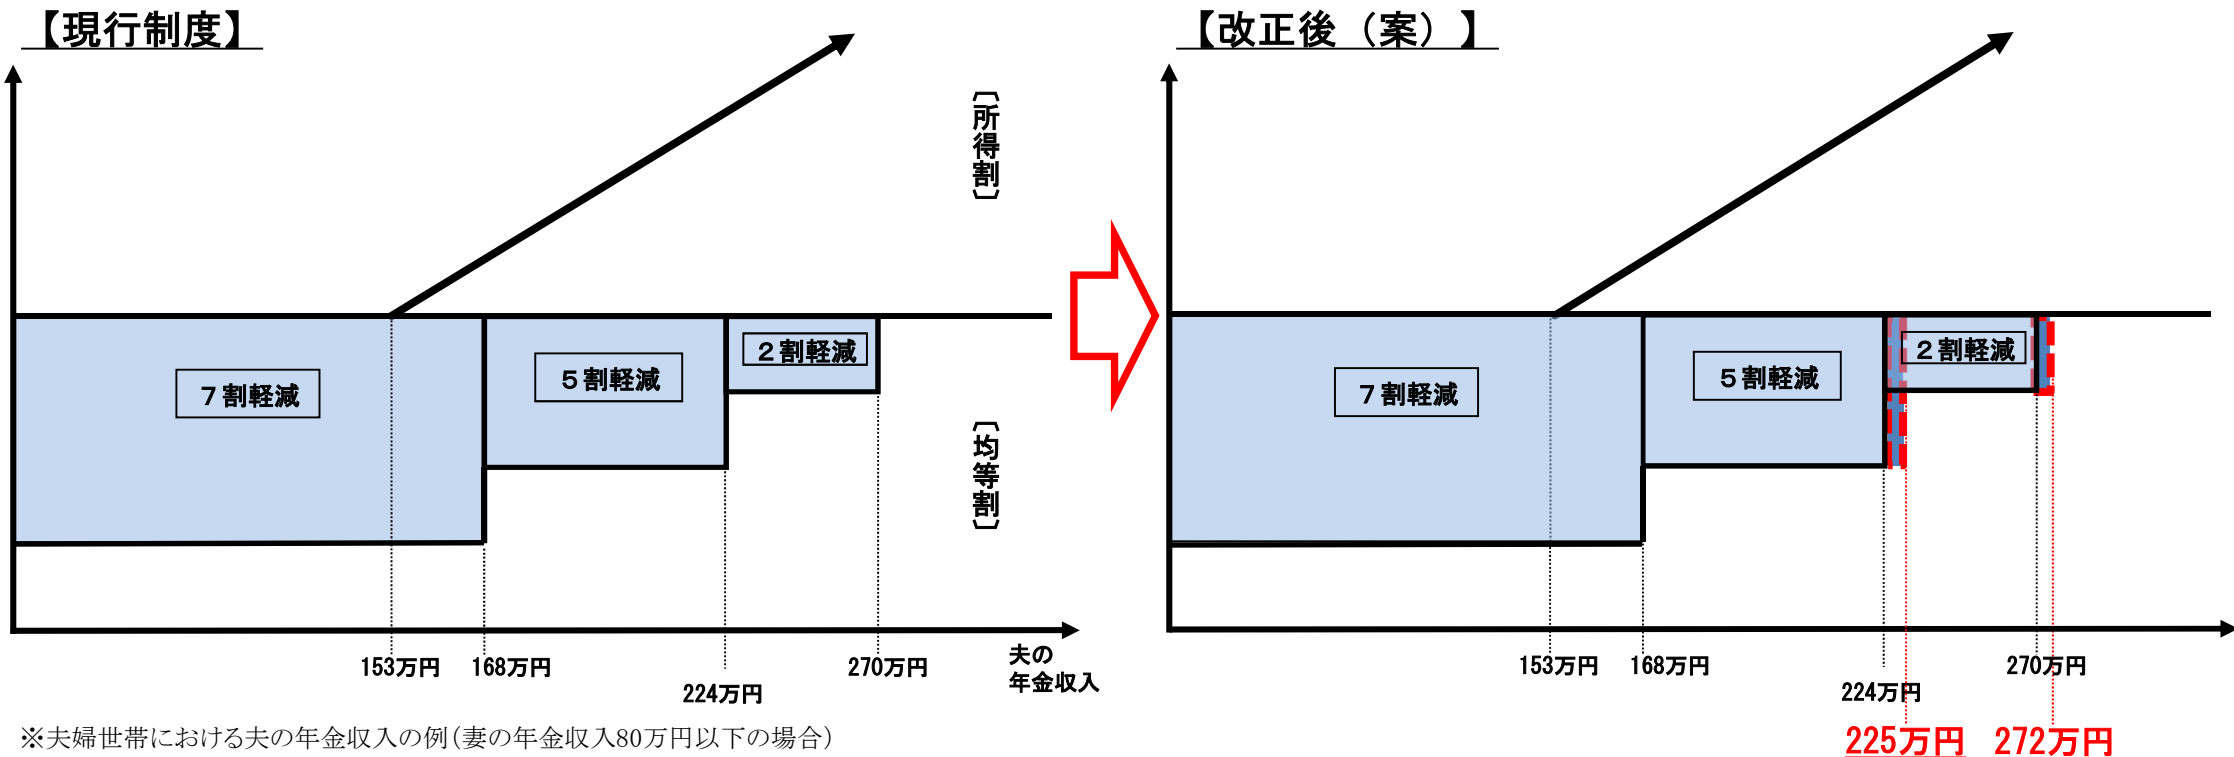 【現行制度】
〔所得割〕
7割軽減
5割軽減
2割軽減
〔均等割〕
153万円
168万円
224万円
270万円
夫の
年金収入
※夫婦世帯における夫の年金収入の例（妻の年金収入80万円以下の場合）
【改正後（案）】
7割軽減
5割軽減
2割軽減
153万円
168万円
224万円
270万円
225万円
272万円